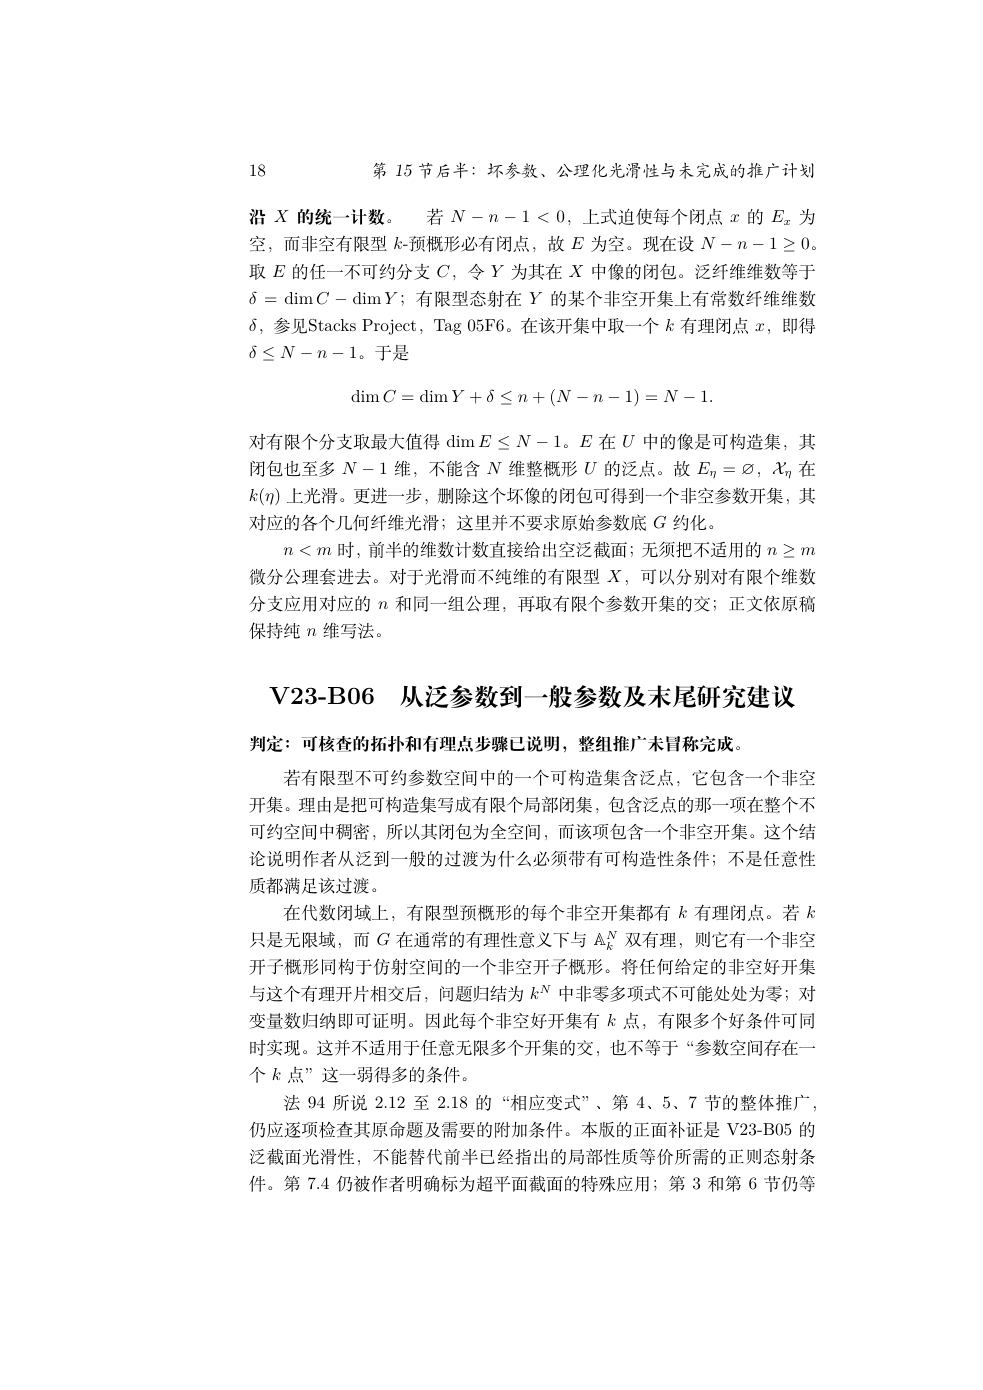 18 第 15 节后半：坏参数、公理化光滑性与未完成的推广计划
沿 X 的统一计数。 若 N − n − 1 < 0，上式迫使每个闭点 x 的 Eₓ 为
空，而非空有限型 k-预概形必有闭点，故 E 为空。现在设 N − n − 1 ≥ 0。
取 E 的任一不可约分支 C，令 Y 为其在 X 中像的闭包。泛纤维维数等于
δ = dim C − dim Y；有限型态射在 Y 的某个非空开集上有常数纤维维数
δ，参见Stacks Project，Tag 05F6。在该开集中取一个 k 有理闭点 x，即得
δ ≤ N − n − 1。于是
dim C = dim Y + δ ≤ n + (N − n − 1) = N − 1.
对有限个分支取最大值得 dim E ≤ N − 1。E 在 U 中的像是可构造集，其
闭包也至多 N − 1 维，不能含 N 维整概形 U 的泛点。故 E_η = ∅，𝒳_η 在
k(η) 上光滑。更进一步，删除这个坏像的闭包可得到一个非空参数开集，其
对应的各个几何纤维光滑；这里并不要求原始参数底 G 约化。
n < m 时，前半的维数计数直接给出空泛截面；无须把不适用的 n ≥ m
微分公理套进去。对于光滑而不纯维的有限型 X，可以分别对有限个维数
分支应用对应的 n 和同一组公理，再取有限个参数开集的交；正文依原稿
保持纯 n 维写法。
V23-B06 从泛参数到一般参数及末尾研究建议
判定：可核查的拓扑和有理点步骤已说明，整组推广未冒称完成。
若有限型不可约参数空间中的一个可构造集含泛点，它包含一个非空
开集。理由是把可构造集写成有限个局部闭集，包含泛点的那一项在整个不
可约空间中稠密，所以其闭包为全空间，而该项包含一个非空开集。这个结
论说明作者从泛到一般的过渡为什么必须带有可构造性条件；不是任意性
质都满足该过渡。
在代数闭域上，有限型预概形的每个非空开集都有 k 有理闭点。若 k
只是无限域，而 G 在通常的有理性意义下与 𝔸ᴺₖ 双有理，则它有一个非空
开子概形同构于仿射空间的一个非空开子概形。将任何给定的非空好开集
与这个有理开片相交后，问题归结为 kᴺ 中非零多项式不可能处处为零；对
变量数归纳即可证明。因此每个非空好开集有 k 点，有限多个好条件可同
时实现。这并不适用于任意无限多个开集的交，也不等于 “参数空间存在一
个 k 点” 这一弱得多的条件。
法 94 所说 2.12 至 2.18 的 “相应变式” 、第 4、5、7 节的整体推广，
仍应逐项检查其原命题及需要的附加条件。本版的正面补证是 V23-B05 的
泛截面光滑性，不能替代前半已经指出的局部性质等价所需的正则态射条
件。第 7.4 仍被作者明确标为超平面截面的特殊应用；第 3 和第 6 节仍等